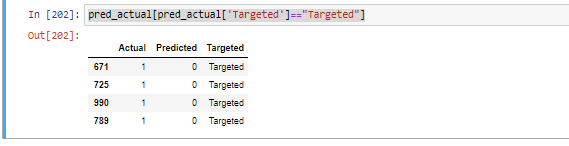 In [202]: pred_actual[pred_actual['Targeted']=="Targeted"]
Out[202]:
Actual Predicted Targeted
671 1 0 Targeted
725 1 0 Targeted
990 1 0 Targeted
789 1 0 Targeted